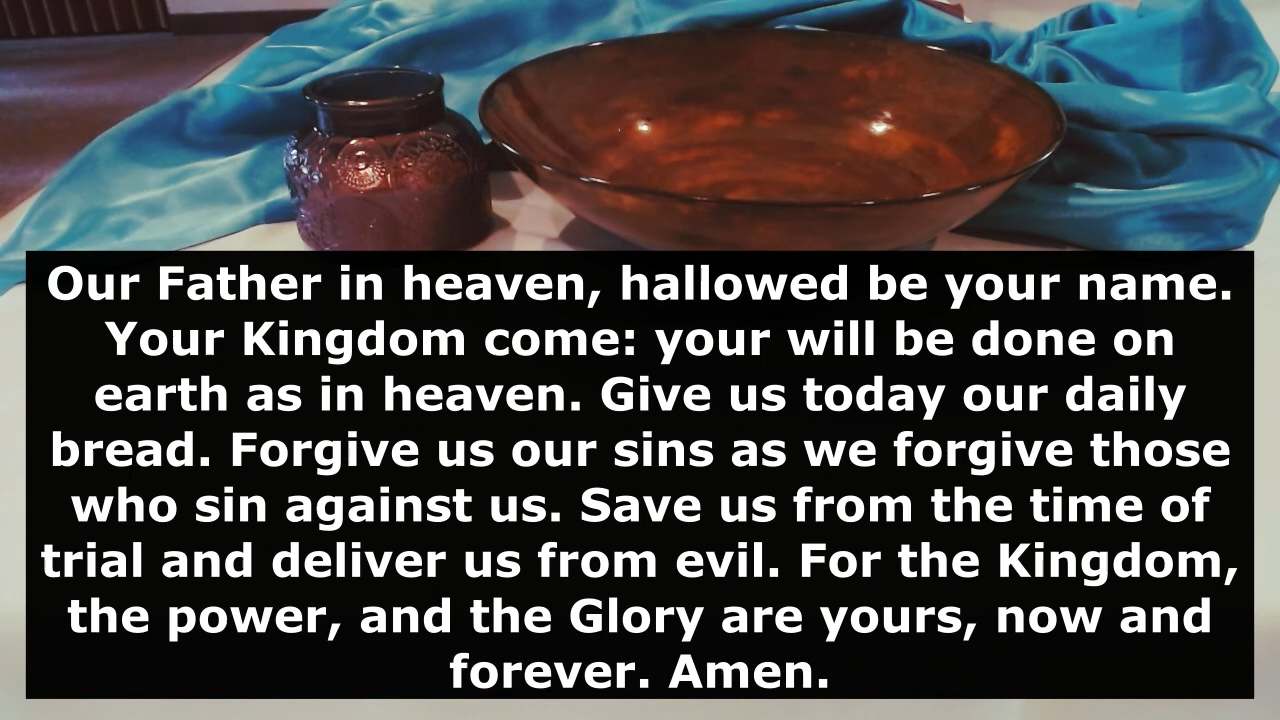 Our Father in heaven, hallowed be your name.
Your Kingdom come: your will be done on
earth as in heaven. Give us today our daily
bread. Forgive us our sins as we forgive those
who sin against us. Save us from the time of
trial and deliver us from evil. For the Kingdom,
the power, and the Glory are yours, now and
forever. Amen.